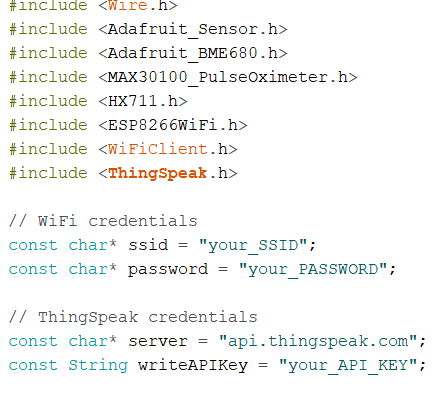 #include <Wire.h>
#include <Adafruit_Sensor.h>
#include <Adafruit_BME680.h>
#include <MAX30100_PulseOximeter.h>
#include <HX711.h>
#include <ESP8266WiFi.h>
#include <WiFiClient.h>
#include <ThingSpeak.h>
// WiFi credentials
const char* ssid = "your_SSID";
const char* password = "your_PASSWORD";
// ThingSpeak credentials
const char* server = "api.thingspeak.com";
const String writeAPIKey = "your_API_KEY";